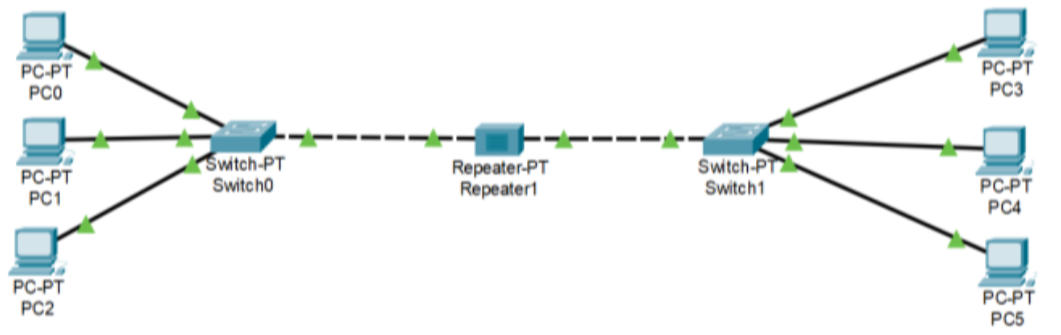 PC-PT
PC0
PC-PT
PC1
PC-PT
PC2
Switch-PT
Switch0
Repeater-PT
Repeater1
Switch-PT
Switch1
PC-PT
PC3
PC-PT
PC4
PC-PT
PC5